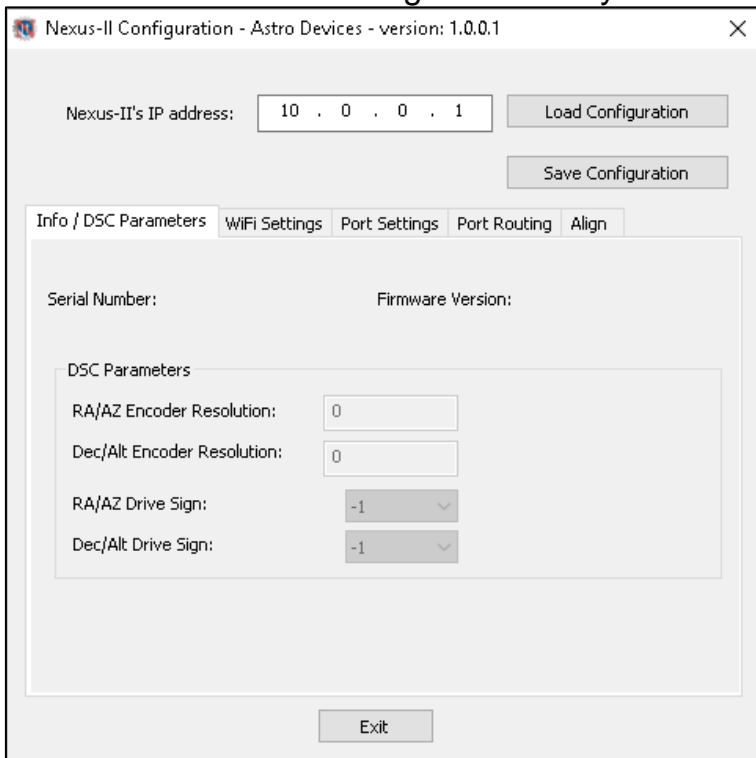 Nexus-II Configuration - Astro Devices - version: 1.0.0.1
Nexus-II's IP address: 10 . 0 . 0 . 1 Load Configuration
Save Configuration
Info / DSC Parameters WiFi Settings Port Settings Port Routing Align
Serial Number: Firmware Version:
DSC Parameters
RA/AZ Encoder Resolution: 0
Dec/Alt Encoder Resolution: 0
RA/AZ Drive Sign: -1
Dec/Alt Drive Sign: -1
Exit